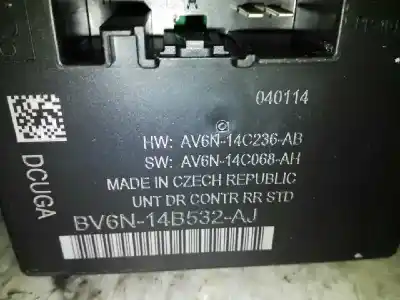 040114
HW: AV6N-14C236-AB
SW: AV6N-14C068-AH
MADE IN CZECH REPUBLIC
UNT DR CONTR RR STD
BV6N-14B532-AJ
DCUGA